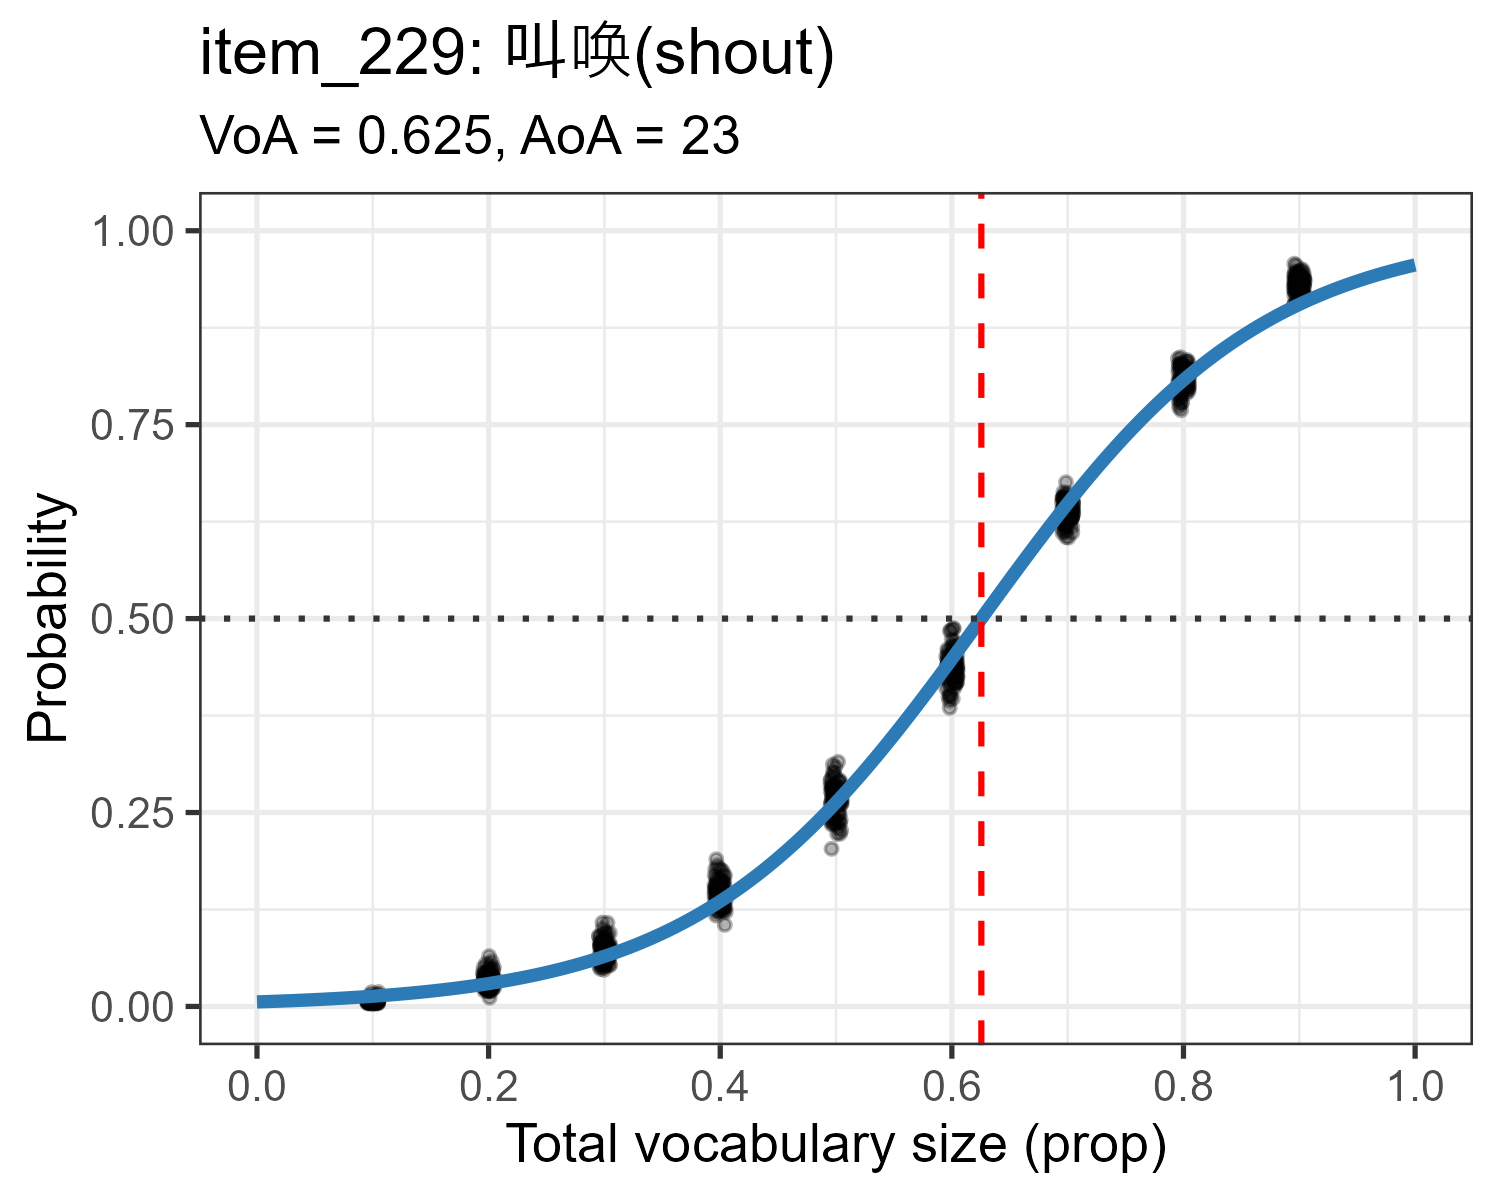 item_229: 叫唤(shout)
VoA = 0.625, AoA = 23
Probability
1.00
0.75
0.50
0.25
0.00
0.0 0.2 0.4 0.6 0.8 1.0
Total vocabulary size (prop)